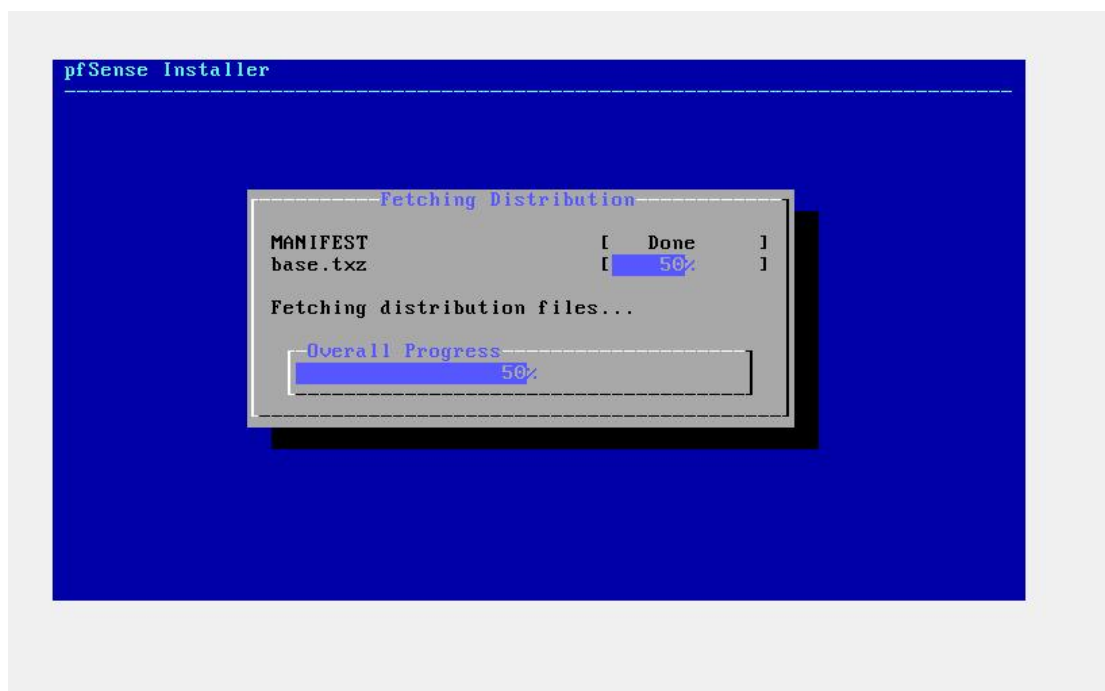 pfSense Installer
Fetching Distribution
MANIFEST [ Done ]
base.txz [ 50% ]
Fetching distribution files...
Overall Progress
50%